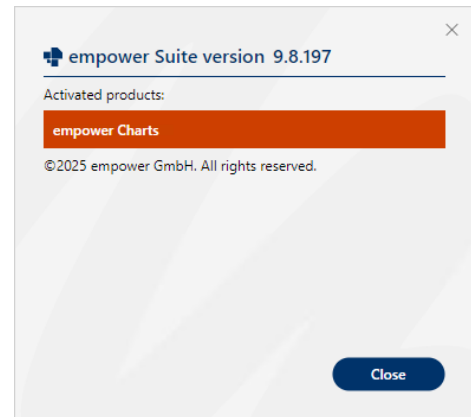 empower Suite version 9.8.197
Activated products:
empower Charts
©2025 empower GmbH. All rights reserved.
Close